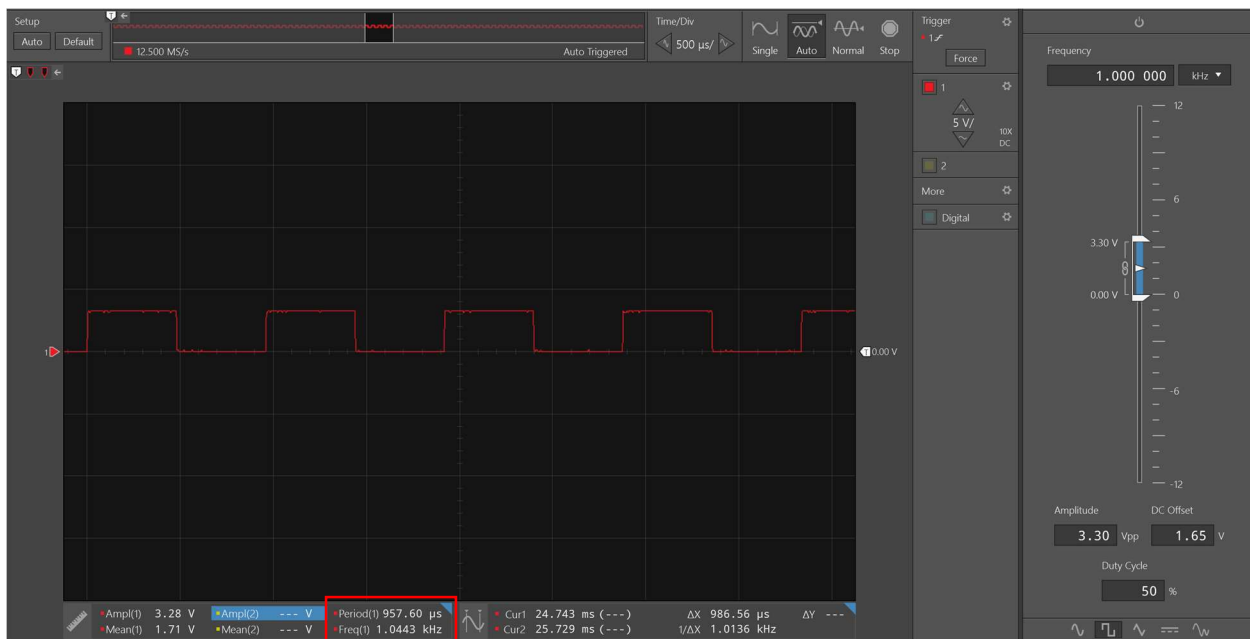 Setup
Auto Default
T
12.500 MS/s Auto Triggered
Time/Div
500 µs/
Single Auto Normal Stop
Trigger
1
Force
1
5 V/
10X
DC
2
More
Digital
Frequency
1.000 000 kHz
12
6
3.30 V
0.00 V 0
-6
-12
Amplitude DC Offset
3.30 Vpp 1.65 V
Duty Cycle
50 %
T
1 T 0.00 V
Ampl(1) 3.28 V Ampl(2) --- V Period(1) 957.60 µs Cur1 24.743 ms (---) ΔX 986.56 µs ΔY ---
Mean(1) 1.71 V Mean(2) --- V Freq(1) 1.0443 kHz Cur2 25.729 ms (---) 1/ΔX 1.0136 kHz